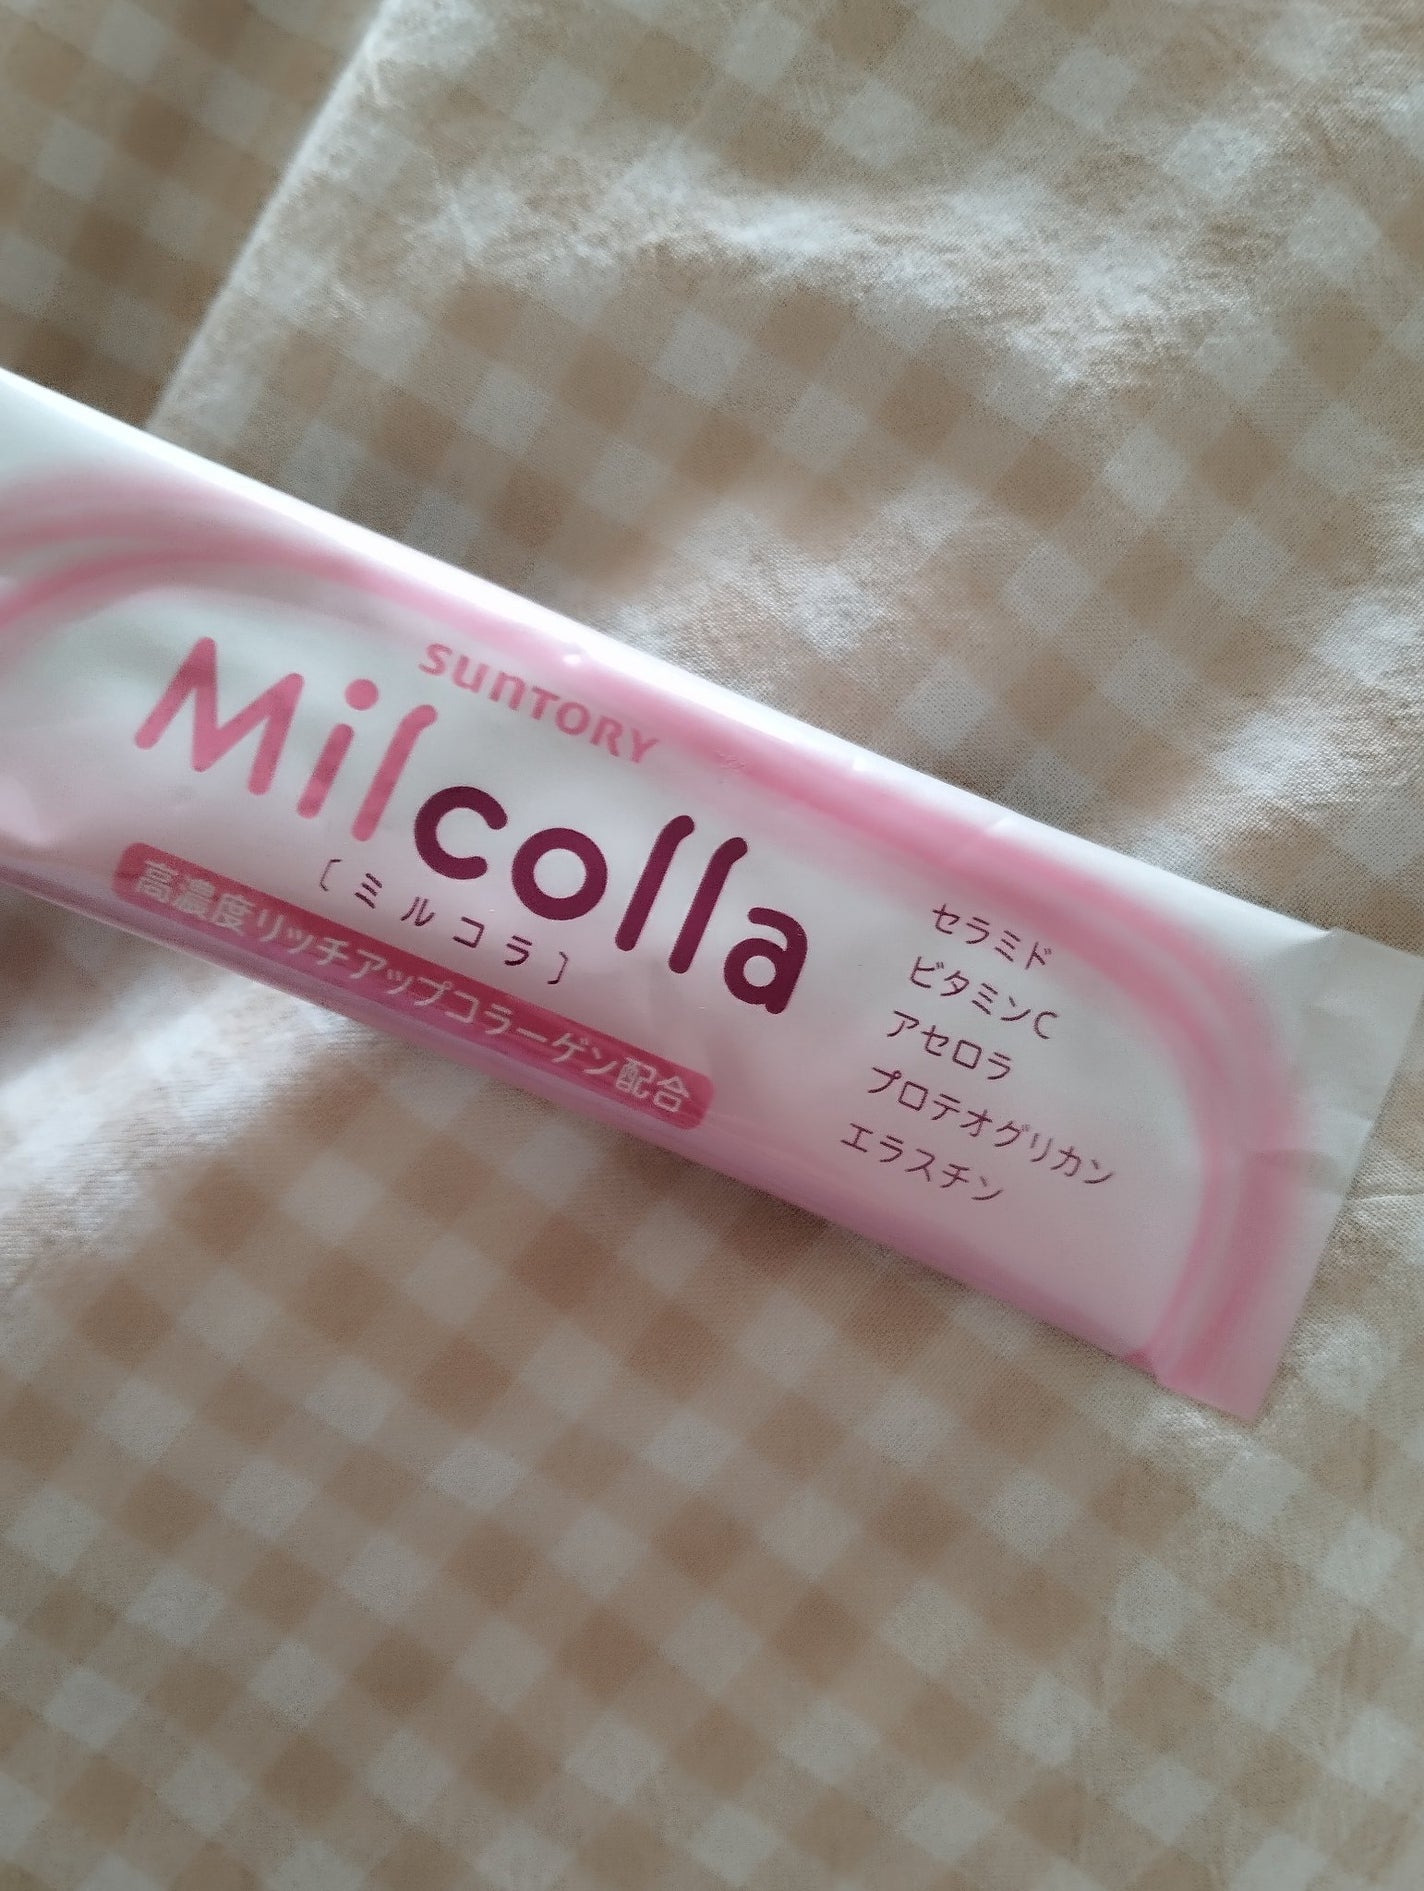 SUNTORY
Milcolla
〔ミルコラ〕
高濃度リッチアップコラーゲン配合
セラミド
ビタミンC
アセロラ
プロテオグリカン
エラスチン